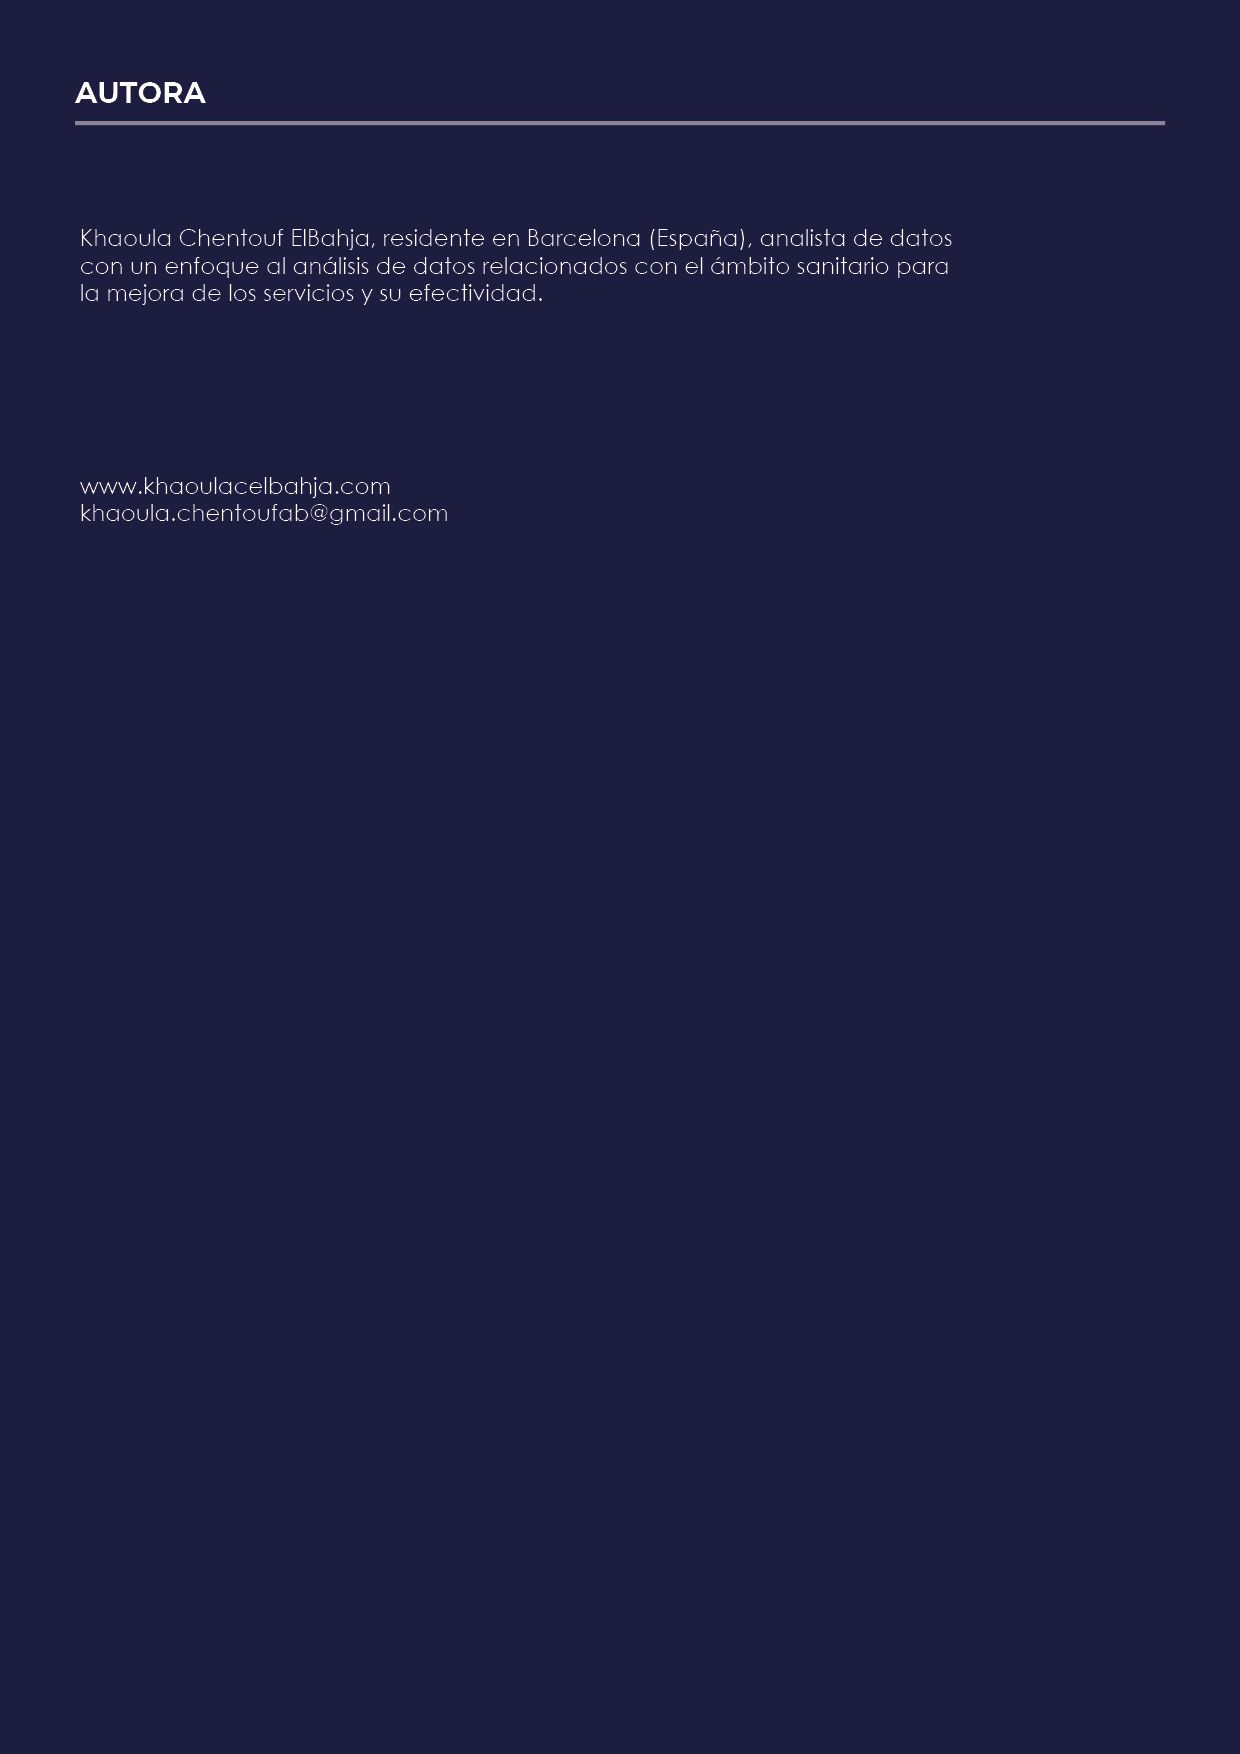 AUTORA
Khaoula Chentouf ElBahja, residente en Barcelona (España), analista de datos
con un enfoque al análisis de datos relacionados con el ámbito sanitario para
la mejora de los servicios y su efectividad.
www.khaoulacelbahja.com
khaoula.chentoufab@gmail.com